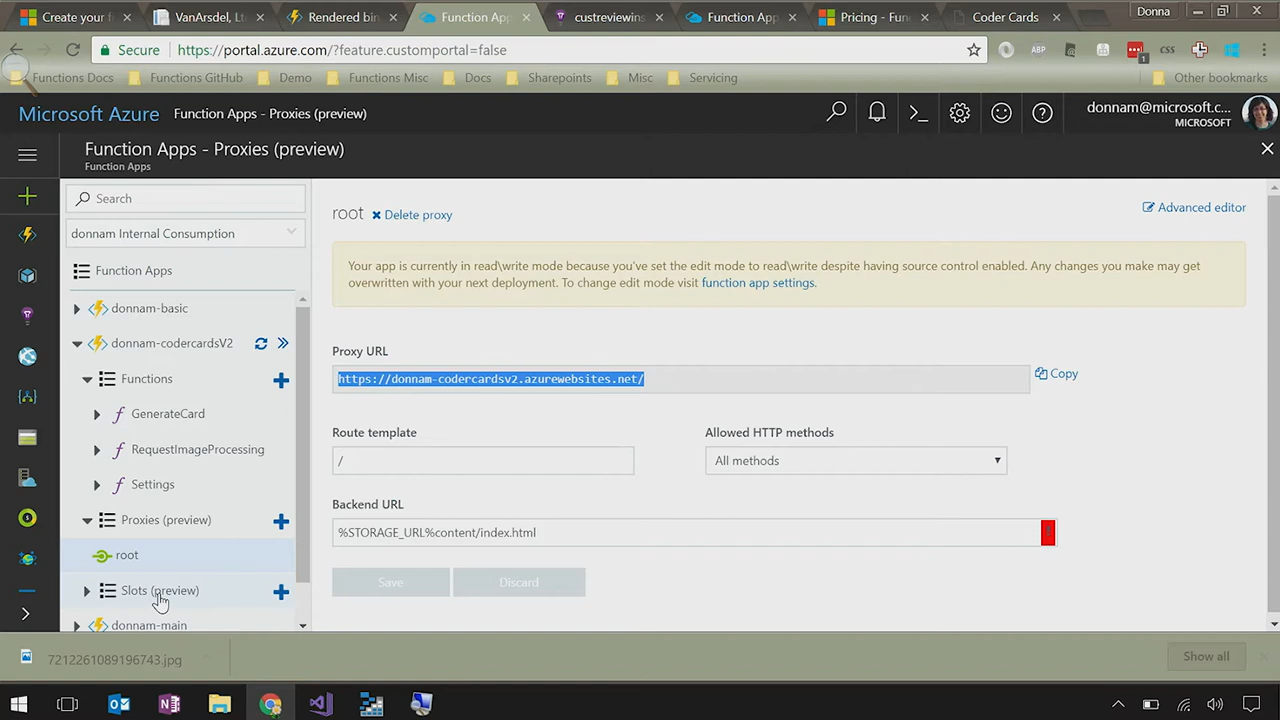 Create your f
VanArsdel, Lt
Rendered bin
Function App
custreviewins
Function App
Pricing - Fun
Coder Cards
Donna
Secure
https://portal.azure.com/?feature.customportal=false
ABP
1
CSS
Functions Docs
Functions GitHub
Demo
Functions Misc
Docs
Sharepoints
Misc
Servicing
Other bookmarks
Microsoft Azure
Function Apps - Proxies (preview)
donnam@microsoft.c...
MICROSOFT
Function Apps - Proxies (preview)
Function Apps
Search
donnam Internal Consumption
Function Apps
donnam-basic
donnam-codercardsV2
Functions
GenerateCard
RequestImageProcessing
Settings
Proxies (preview)
root
Slots (preview)
donnam-main
root
Delete proxy
Advanced editor
Your app is currently in read\write mode because you've set the edit mode to read\write despite having source control enabled. Any changes you make may get
overwritten with your next deployment. To change edit mode visit function app settings.
Proxy URL
https://donnam-codercardsv2.azurewebsites.net/
Copy
Route template
Allowed HTTP methods
/
All methods
Backend URL
%STORAGE_URL%content/index.html
Save
Discard
7212261089196743.jpg
Show all